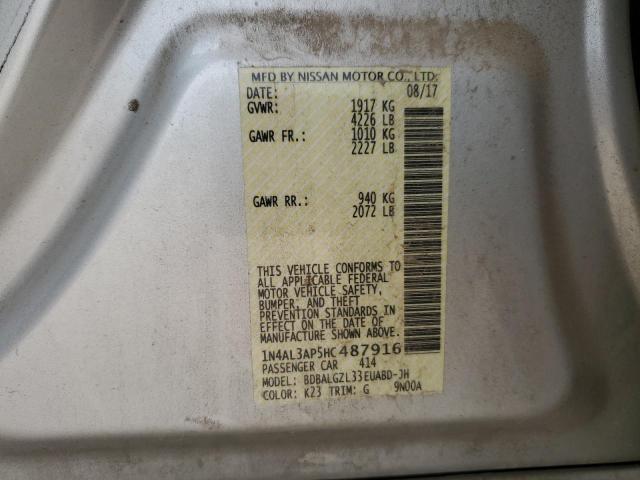 MFD BY NISSAN MOTOR CO., LTD.
DATE: 08/17
GVWR: 1917 KG
4226 LB
GAWR FR.: 1010 KG
2227 LB
GAWR RR.: 940 KG
2072 LB
THIS VEHICLE CONFORMS TO
ALL APPLICABLE FEDERAL
MOTOR VEHICLE SAFETY,
BUMPER, AND THEFT
PREVENTION STANDARDS IN
EFFECT ON THE DATE OF
MANUFACTURE SHOWN ABOVE.
1N4AL3AP5HC487916
PASSENGER CAR 414
MODEL: BDBALGZL33EUABD-JH
COLOR: K23 TRIM: G 9N00A